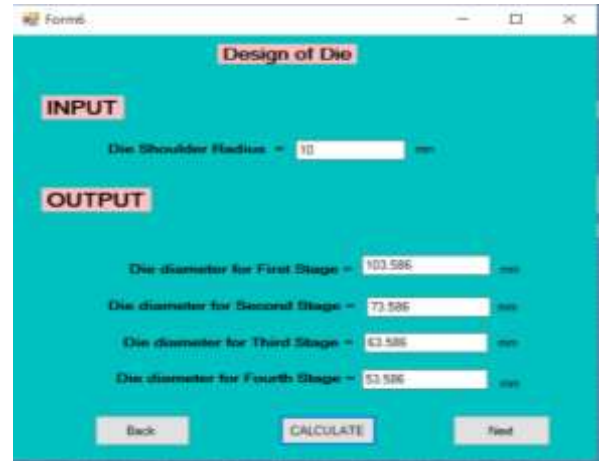 Form6
Design of Die
INPUT
Die Shoulder Radius = 10 mm
OUTPUT
Die diameter for First Stage = 103.586 mm
Die diameter for Second Stage = 73.586 mm
Die diameter for Third Stage = 63.586 mm
Die diameter for Fourth Stage = 53.586 mm
Back CALCULATE Next